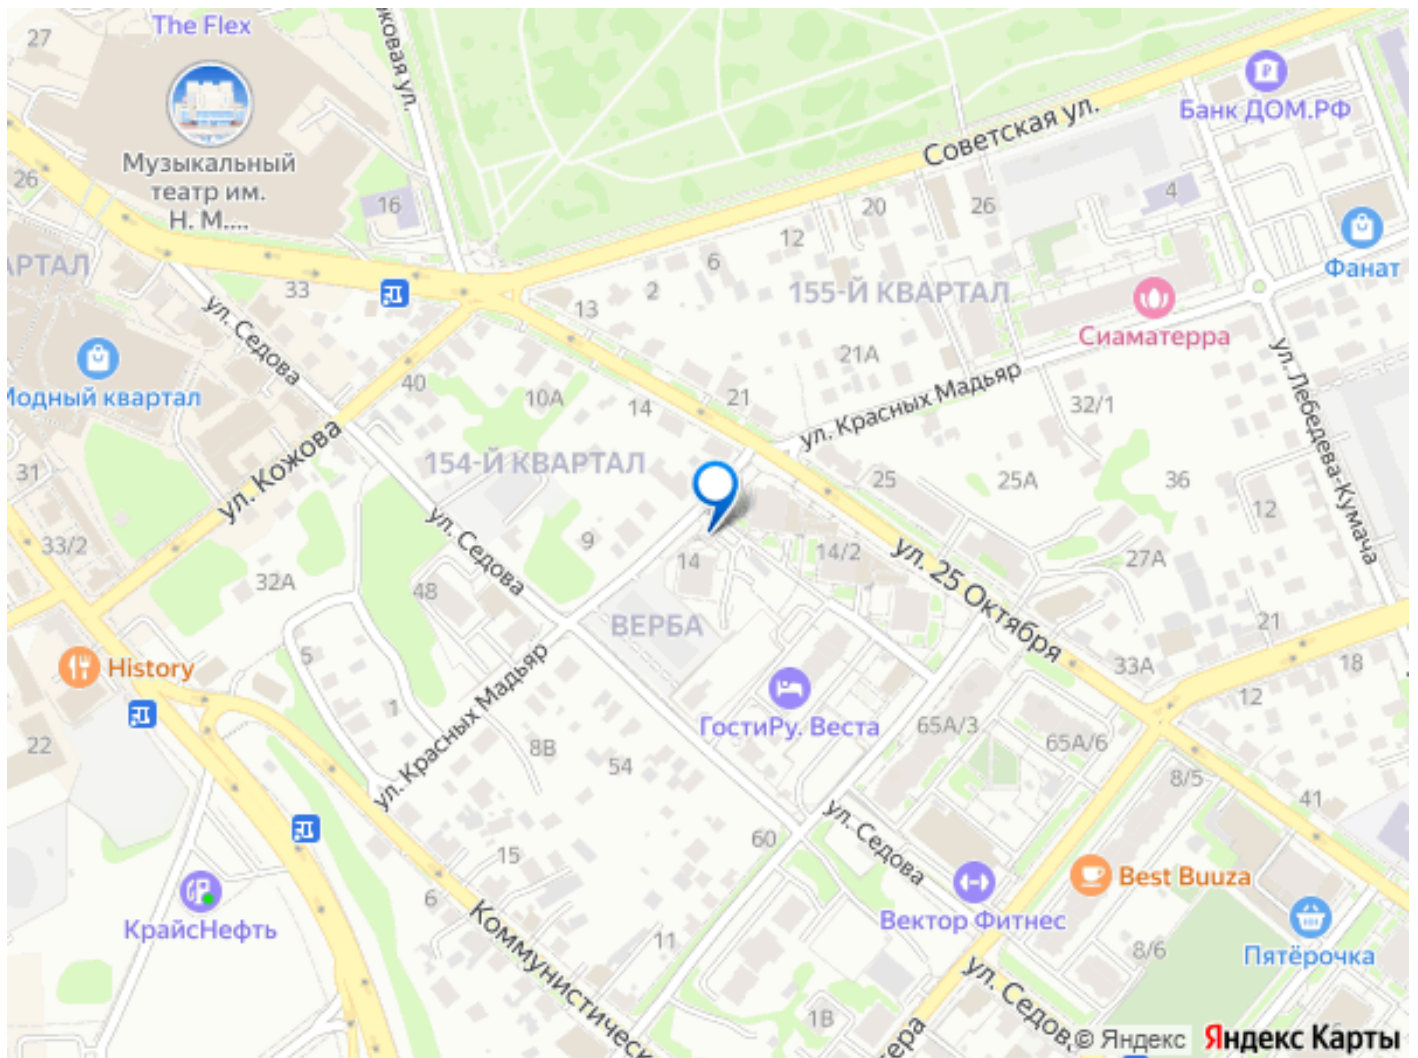 The Flex
27
Музыкальный
театр им.
Н. М....
26
16
Советская ул.
Банк ДОМ.РФ
4
20
26
12
6
2
13
33
155-Й КВАРТАЛ
Фанат
Сиаматерра
21А
ул. Седова
Модный квартал
40
10А
14
21
ул. Красных Мадьяр
32/1
ул. Лебедева-Кумача
31
ул. Кожова
154-Й КВАРТАЛ
25
25А
36
12
33/2
32А
ул. Седова
9
14
14/2
ул. 25 Октября
27А
48
ВЕРБА
21
33А
18
12
History
5
1
ул. Красных Мадьяр
8В
54
ГостиРу. Веста
65А/3
65А/6
8/5
41
22
60
ул. Седова
15
6
КрайсНефть
Вектор Фитнес
Best Buuza
Пятёрочка
11
8/6
1В
ул. Седова
© Яндекс Яндекс Карты